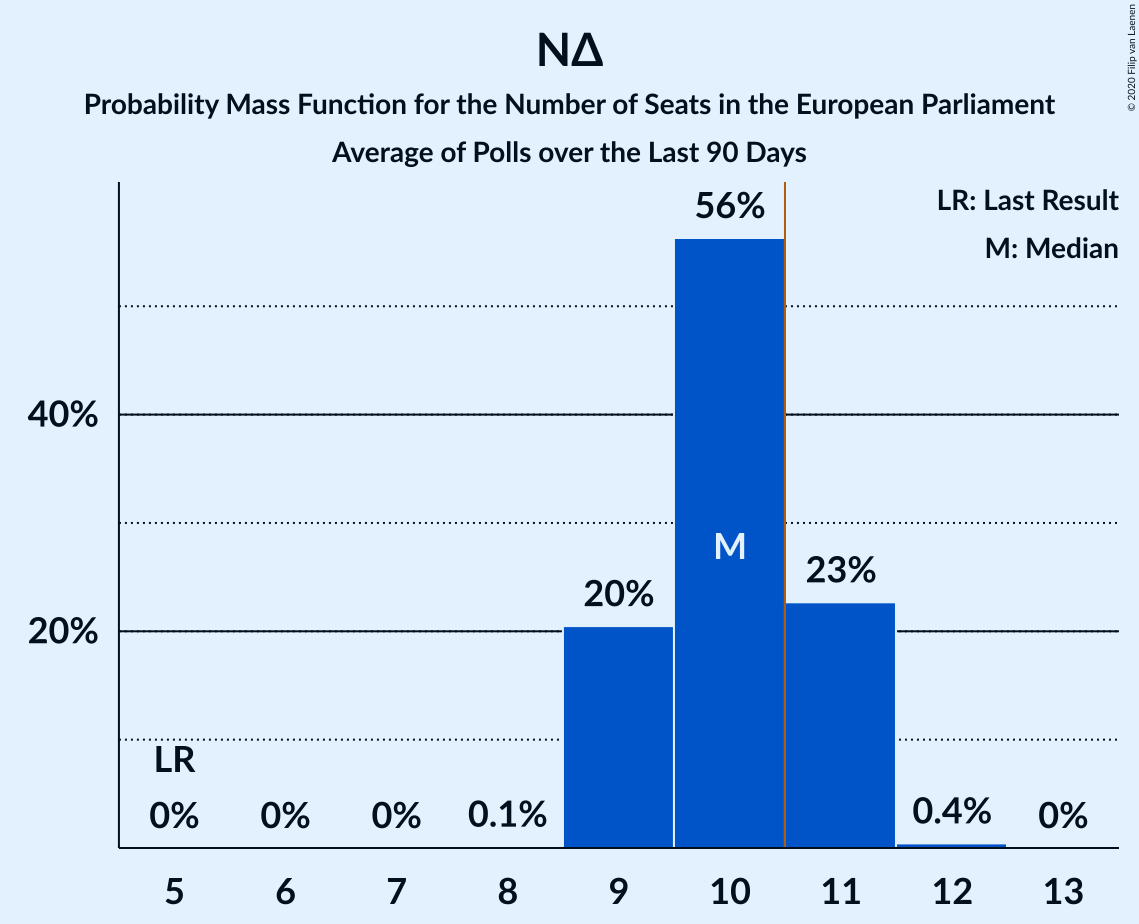 ΝΔ
Probability Mass Function for the Number of Seats in the European Parliament
Average of Polls over the Last 90 Days
© 2020 Filip van Laenen
LR: Last Result
M: Median
56%
40%
M
23%
20%
20%
LR
0%
0%
0%
0.1%
0.4%
0%
5
6
7
8
9
10
11
12
13